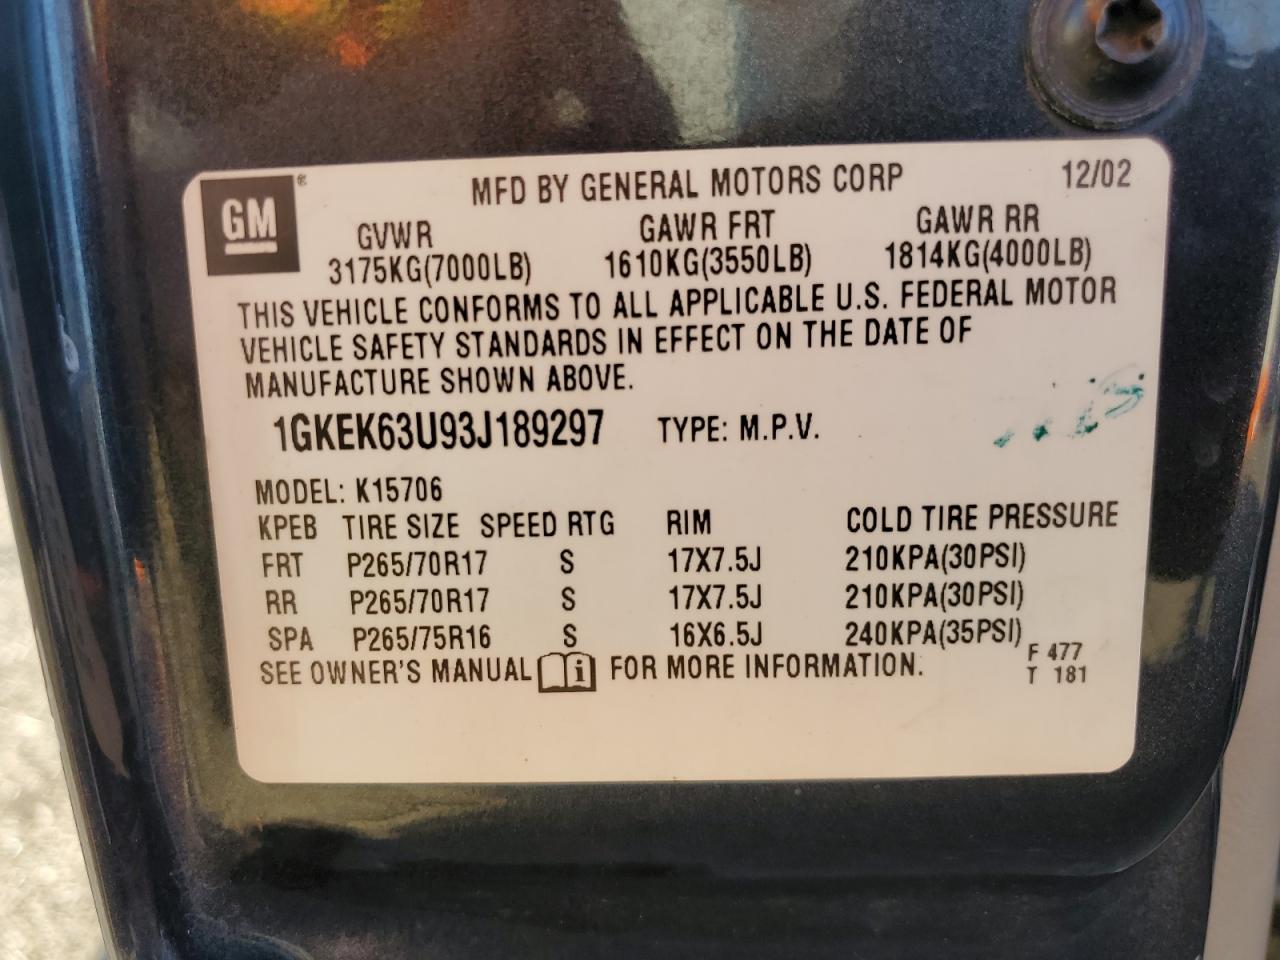 GM®
MFD BY GENERAL MOTORS CORP 12/02
GVWR GAWR FRT GAWR RR
3175KG(7000LB) 1610KG(3550LB) 1814KG(4000LB)
THIS VEHICLE CONFORMS TO ALL APPLICABLE U.S. FEDERAL MOTOR
VEHICLE SAFETY STANDARDS IN EFFECT ON THE DATE OF
MANUFACTURE SHOWN ABOVE.
1GKEK63U93J189297 TYPE: M.P.V.
MODEL: K15706
KPEB TIRE SIZE SPEED RTG RIM COLD TIRE PRESSURE
FRT P265/70R17 S 17X7.5J 210KPA(30PSI)
RR P265/70R17 S 17X7.5J 210KPA(30PSI)
SPA P265/75R16 S 16X6.5J 240KPA(35PSI)
SEE OWNER'S MANUAL i FOR MORE INFORMATION.
F 477
T 181